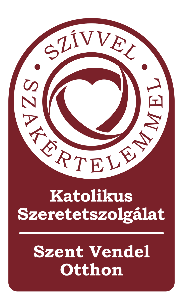 · SZÍVVEL ·
SZAKÉRTELEMMEL
Katolikus
Szeretetszolgálat
Szent Vendel
Otthon